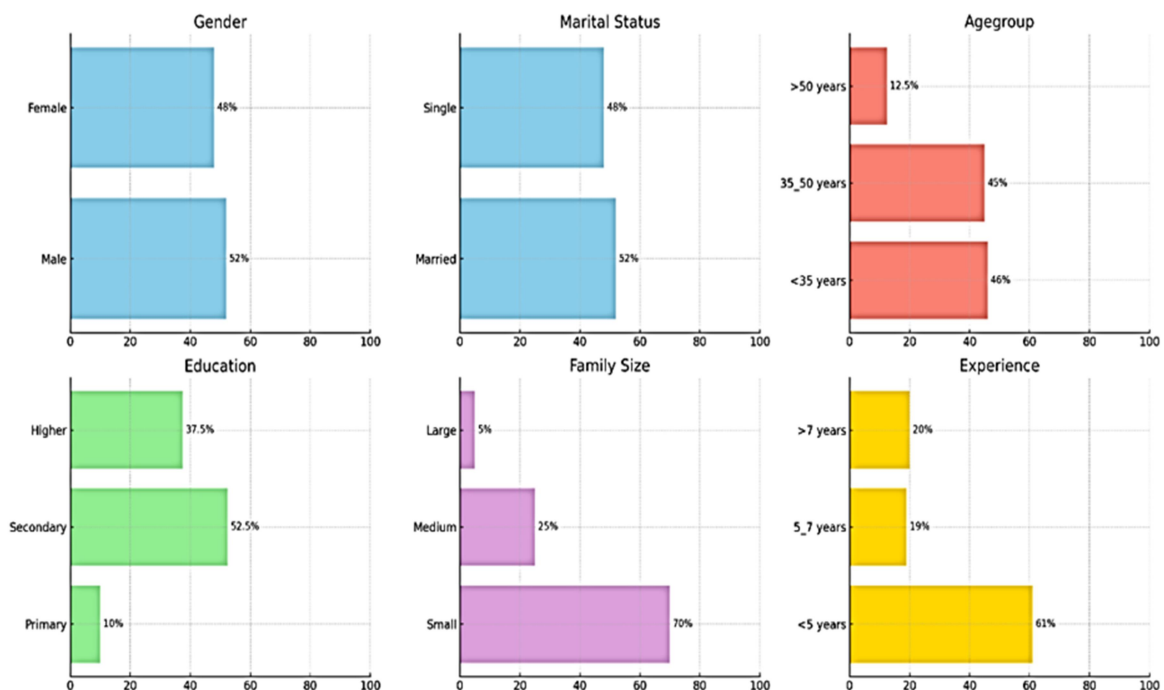 Gender
Female
48%
Male
52%
0 20 40 60 80 100
Marital Status
Single
48%
Married
52%
0 20 40 60 80 100
Agegroup
>50 years
12.5%
35_50 years
45%
<35 years
46%
0 20 40 60 80 100
Education
Higher
37.5%
Secondary
52.5%
Primary
10%
0 20 40 60 80 100
Family Size
Large
5%
Medium
25%
Small
70%
0 20 40 60 80 100
Experience
>7 years
20%
5_7 years
19%
<5 years
61%
0 20 40 60 80 100